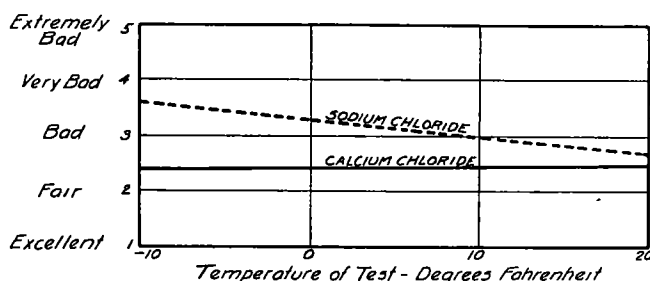 Extremely Bad 5
Very Bad 4
SODIUM CHLORIDE
Bad 3
CALCIUM CHLORIDE
Fair 2
Excellent 1
-10 0 10 20
Temperature of Test - Degrees Fahrenheit